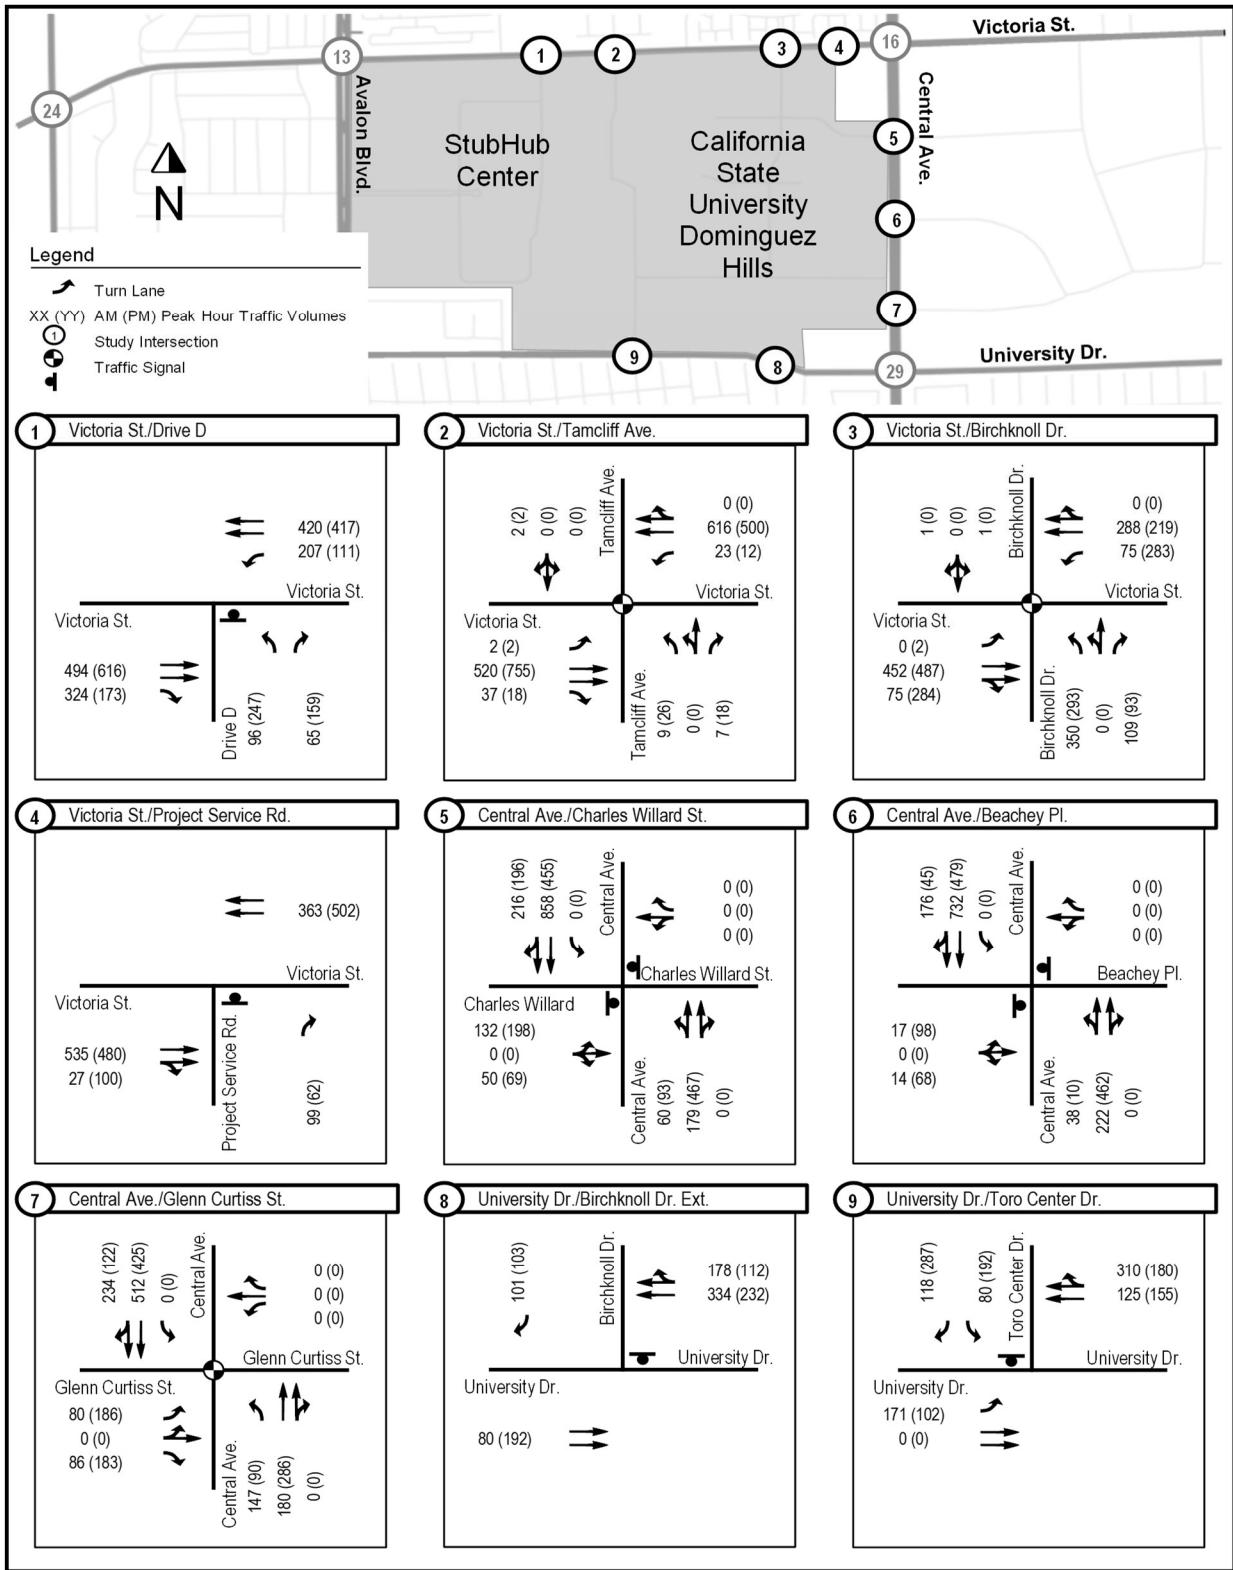 Victoria St.
13
1
2
3
4
16
24
Avalon Blvd.
Central Ave.
StubHub
Center
California
State
University
Dominguez
Hills
5
6
7
N
Legend
Turn Lane
XX (YY) AM (PM) Peak Hour Traffic Volumes
1 Study Intersection
Traffic Signal
9
8
29
University Dr.
1 Victoria St./Drive D
420 (417)
207 (111)
Victoria St.
Victoria St.
494 (616)
324 (173)
Drive D
96 (247)
65 (159)
2 Victoria St./Tamcliff Ave.
2 (2)
0 (0)
0 (0)
Tamcliff Ave.
0 (0)
616 (500)
23 (12)
Victoria St.
Victoria St.
2 (2)
520 (755)
37 (18)
Tamcliff Ave.
9 (26)
0 (0)
7 (18)
3 Victoria St./Birchknoll Dr.
1 (0)
0 (0)
1 (0)
Birchknoll Dr.
0 (0)
288 (219)
75 (283)
Victoria St.
Victoria St.
0 (2)
452 (487)
75 (284)
Birchknoll Dr.
350 (293)
0 (0)
109 (93)
4 Victoria St./Project Service Rd.
363 (502)
Victoria St.
Victoria St.
535 (480)
27 (100)
Project Service Rd.
99 (62)
5 Central Ave./Charles Willard St.
216 (196)
858 (455)
0 (0)
Central Ave.
0 (0)
0 (0)
0 (0)
Charles Willard St.
Charles Willard
132 (198)
0 (0)
50 (69)
Central Ave.
60 (93)
179 (467)
0 (0)
6 Central Ave./Beachey Pl.
176 (45)
732 (479)
0 (0)
Central Ave.
0 (0)
0 (0)
0 (0)
Beachey Pl.
17 (98)
0 (0)
14 (68)
Central Ave.
38 (10)
222 (462)
0 (0)
7 Central Ave./Glenn Curtiss St.
234 (122)
512 (425)
0 (0)
Central Ave.
0 (0)
0 (0)
0 (0)
Glenn Curtiss St.
Glenn Curtiss St.
80 (186)
0 (0)
86 (183)
Central Ave.
147 (90)
180 (286)
0 (0)
8 University Dr./Birchknoll Dr. Ext.
101 (103)
Birchknoll Dr.
178 (112)
334 (232)
University Dr.
University Dr.
80 (192)
9 University Dr./Toro Center Dr.
118 (287)
80 (192)
Toro Center Dr.
310 (180)
125 (155)
University Dr.
University Dr.
171 (102)
0 (0)